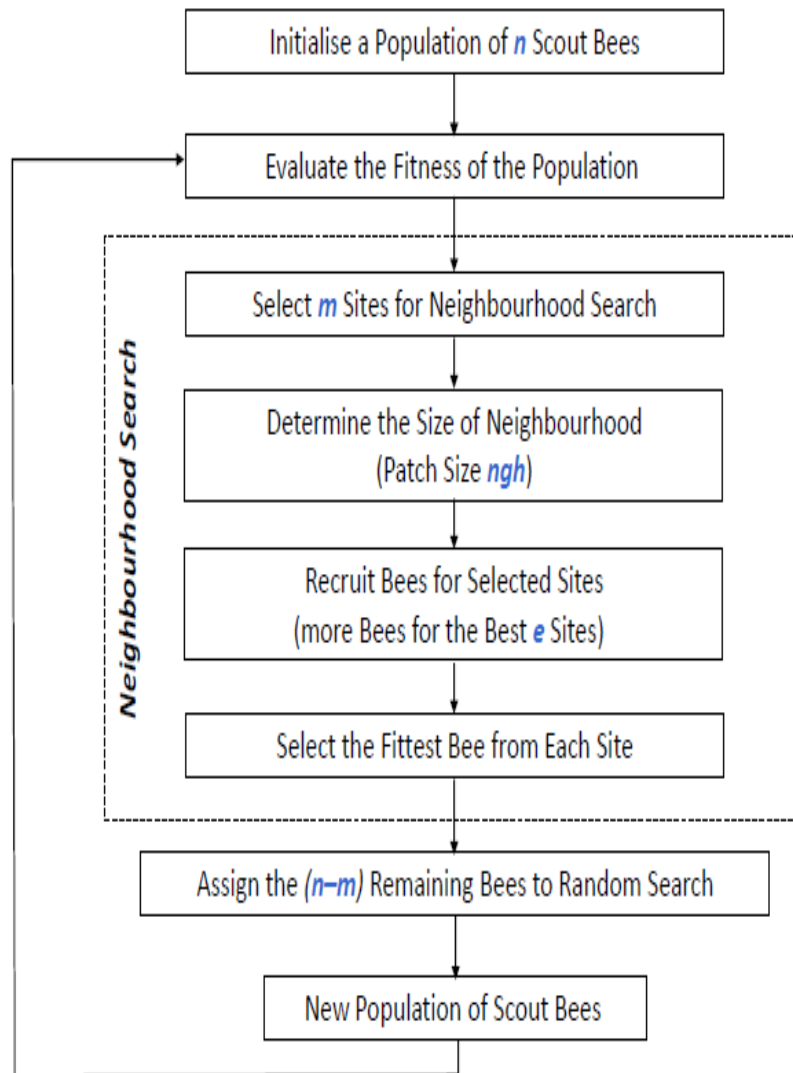 Initialise a Population of n Scout Bees
Evaluate the Fitness of the Population
Neighbourhood Search
Select m Sites for Neighbourhood Search
Determine the Size of Neighbourhood
(Patch Size ngh)
Recruit Bees for Selected Sites
(more Bees for the Best e Sites)
Select the Fittest Bee from Each Site
Assign the (n–m) Remaining Bees to Random Search
New Population of Scout Bees